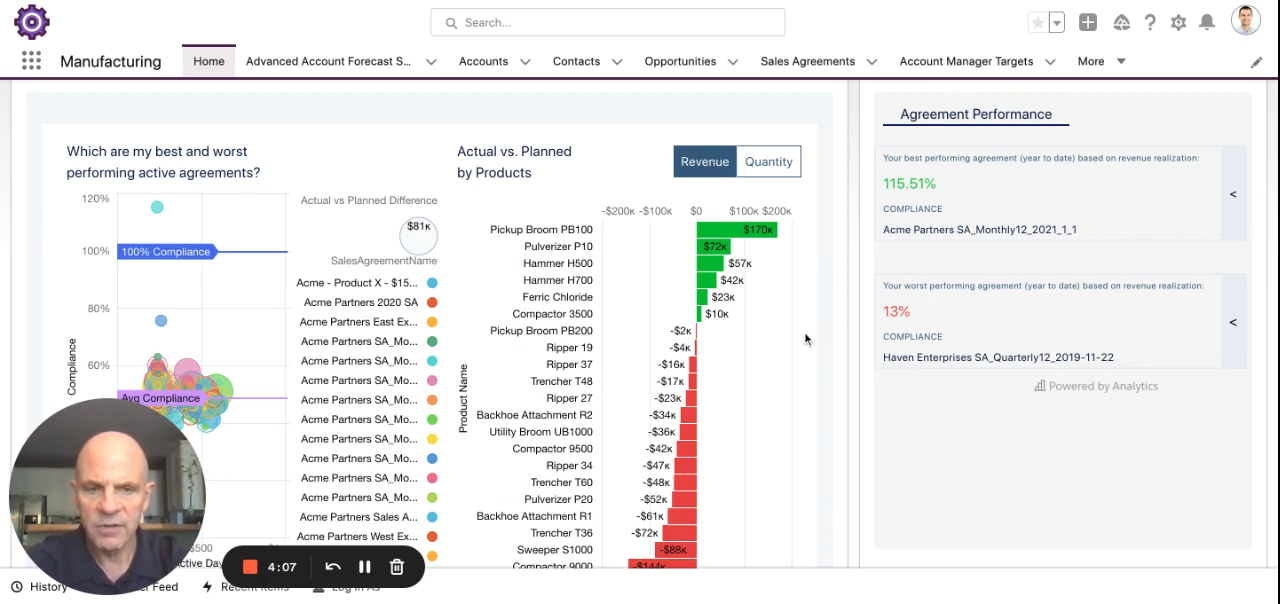 Search...
Manufacturing
Home
Advanced Account Forecast S...
Accounts
Contacts
Opportunities
Sales Agreements
Account Manager Targets
More
Which are my best and worst
performing active agreements?
120%
100%
80%
60%
100% Compliance
Avg Compliance
Compliance
$500
Actual vs Planned Difference
$81K
SalesAgreementName
Acme - Product X - $15...
Acme Partners 2020 SA
Acme Partners East Ex...
Acme Partners SA_Mo...
Acme Partners SA_Mo...
Acme Partners SA_Mo...
Acme Partners SA_Mo...
Acme Partners SA_Mo...
Acme Partners SA_Mo...
Acme Partners SA_Mo...
Acme Partners SA_Mo...
Acme Partners SA_Mo...
Acme Partners Sales A...
Acme Partners West Ex...
Actual vs. Planned
by Products
Revenue
Quantity
-$200K -$100K $0 $100K $200K
Product Name
Pickup Broom PB100 $170K
Pulverizer P10 $72K
Hammer H500 $57K
Hammer H700 $42K
Ferric Chloride $23K
Compactor 3500 $10K
Pickup Broom PB200 -$2K
Ripper 19 -$4K
Ripper 37 -$16K
Trencher T48 -$17K
Ripper 27 -$23K
Backhoe Attachment R2 -$34K
Utility Broom UB1000 -$36K
Compactor 9500 -$42K
Ripper 34 -$47K
Trencher T60 -$48K
Pulverizer P20 -$52K
Backhoe Attachment R1 -$61K
Trencher T36 -$72K
Sweeper S1000 -$88K
Compactor 9000 -$144K
Agreement Performance
Your best performing agreement (year to date) based on revenue realization:
115.51%
COMPLIANCE
Acme Partners SA_Monthly12_2021_1_1
<
Your worst performing agreement (year to date) based on revenue realization:
13%
COMPLIANCE
Haven Enterprises SA_Quarterly12_2019-11-22
<
Powered by Analytics
4:07
History
Feed
Recent Items
Log in As